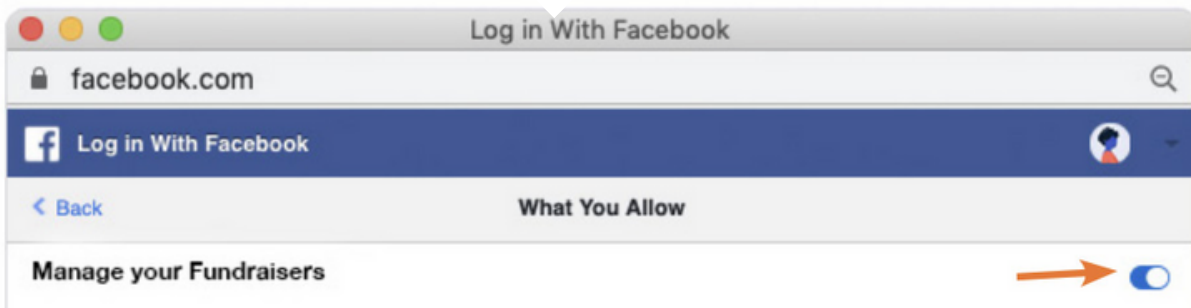 Log in With Facebook
facebook.com
Log in With Facebook
Back
What You Allow
Manage your Fundraisers